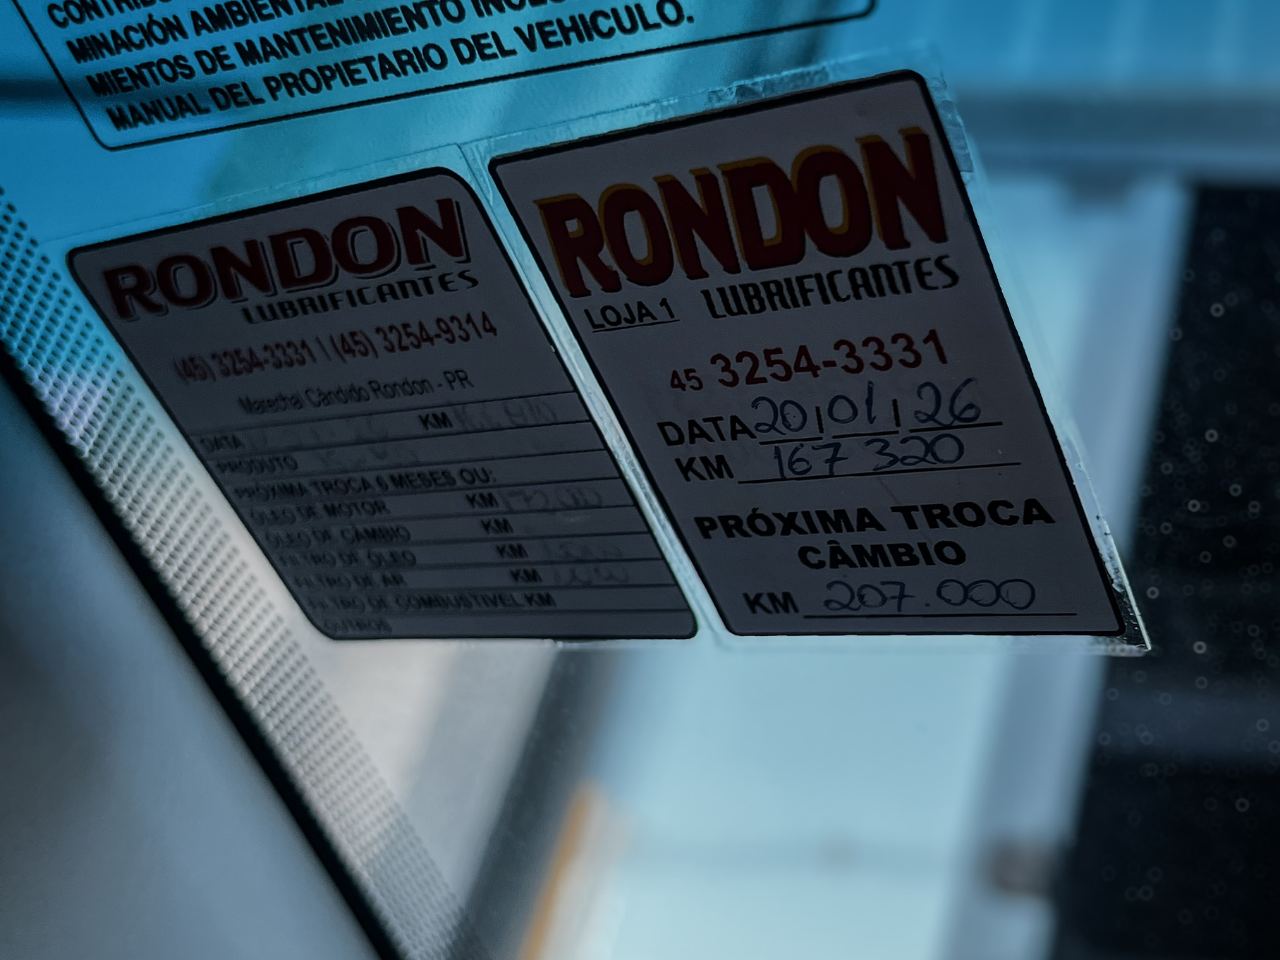 MINACIÓN AMBIENTAL
MIENTOS DE MANTENIMIENTO
MANUAL DEL PROPIETARIO DEL VEHICULO.
RONDON
LUBRIFICANTES
(45) 3254-3331 | (45) 3254-9314
Marechal Cândido Rondon - PR
DATA KM
PRODUTO
PRÓXIMA TROCA 6 MESES OU:
ÓLEO DE MOTOR KM
ÓLEO DE CÂMBIO KM
FILTRO DE ÓLEO KM
FILTRO DE AR KM
FILTRO DE COMBUSTIVEL KM
OUTROS
RONDON
LOJA 1 LUBRIFICANTES
45 3254-3331
DATA 20/01/26
KM 167 320
PRÓXIMA TROCA
CÂMBIO
KM 207.000